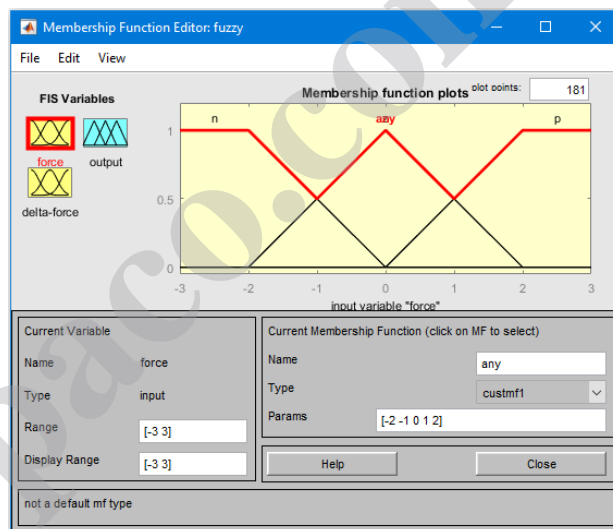 Membership Function Editor: fuzzy
File Edit View
FIS Variables
force
output
delta-force
Membership function plots
plot points:
181
n
any
p
1
0.5
0
-3 -2 -1 0 1 2 3
input variable "force"
Current Variable
Name force
Type input
Range [-3 3]
Display Range [-3 3]
Current Membership Function (click on MF to select)
Name any
Type custmf1
Params [-2 -1 0 1 2]
Help Close
not a default mf type